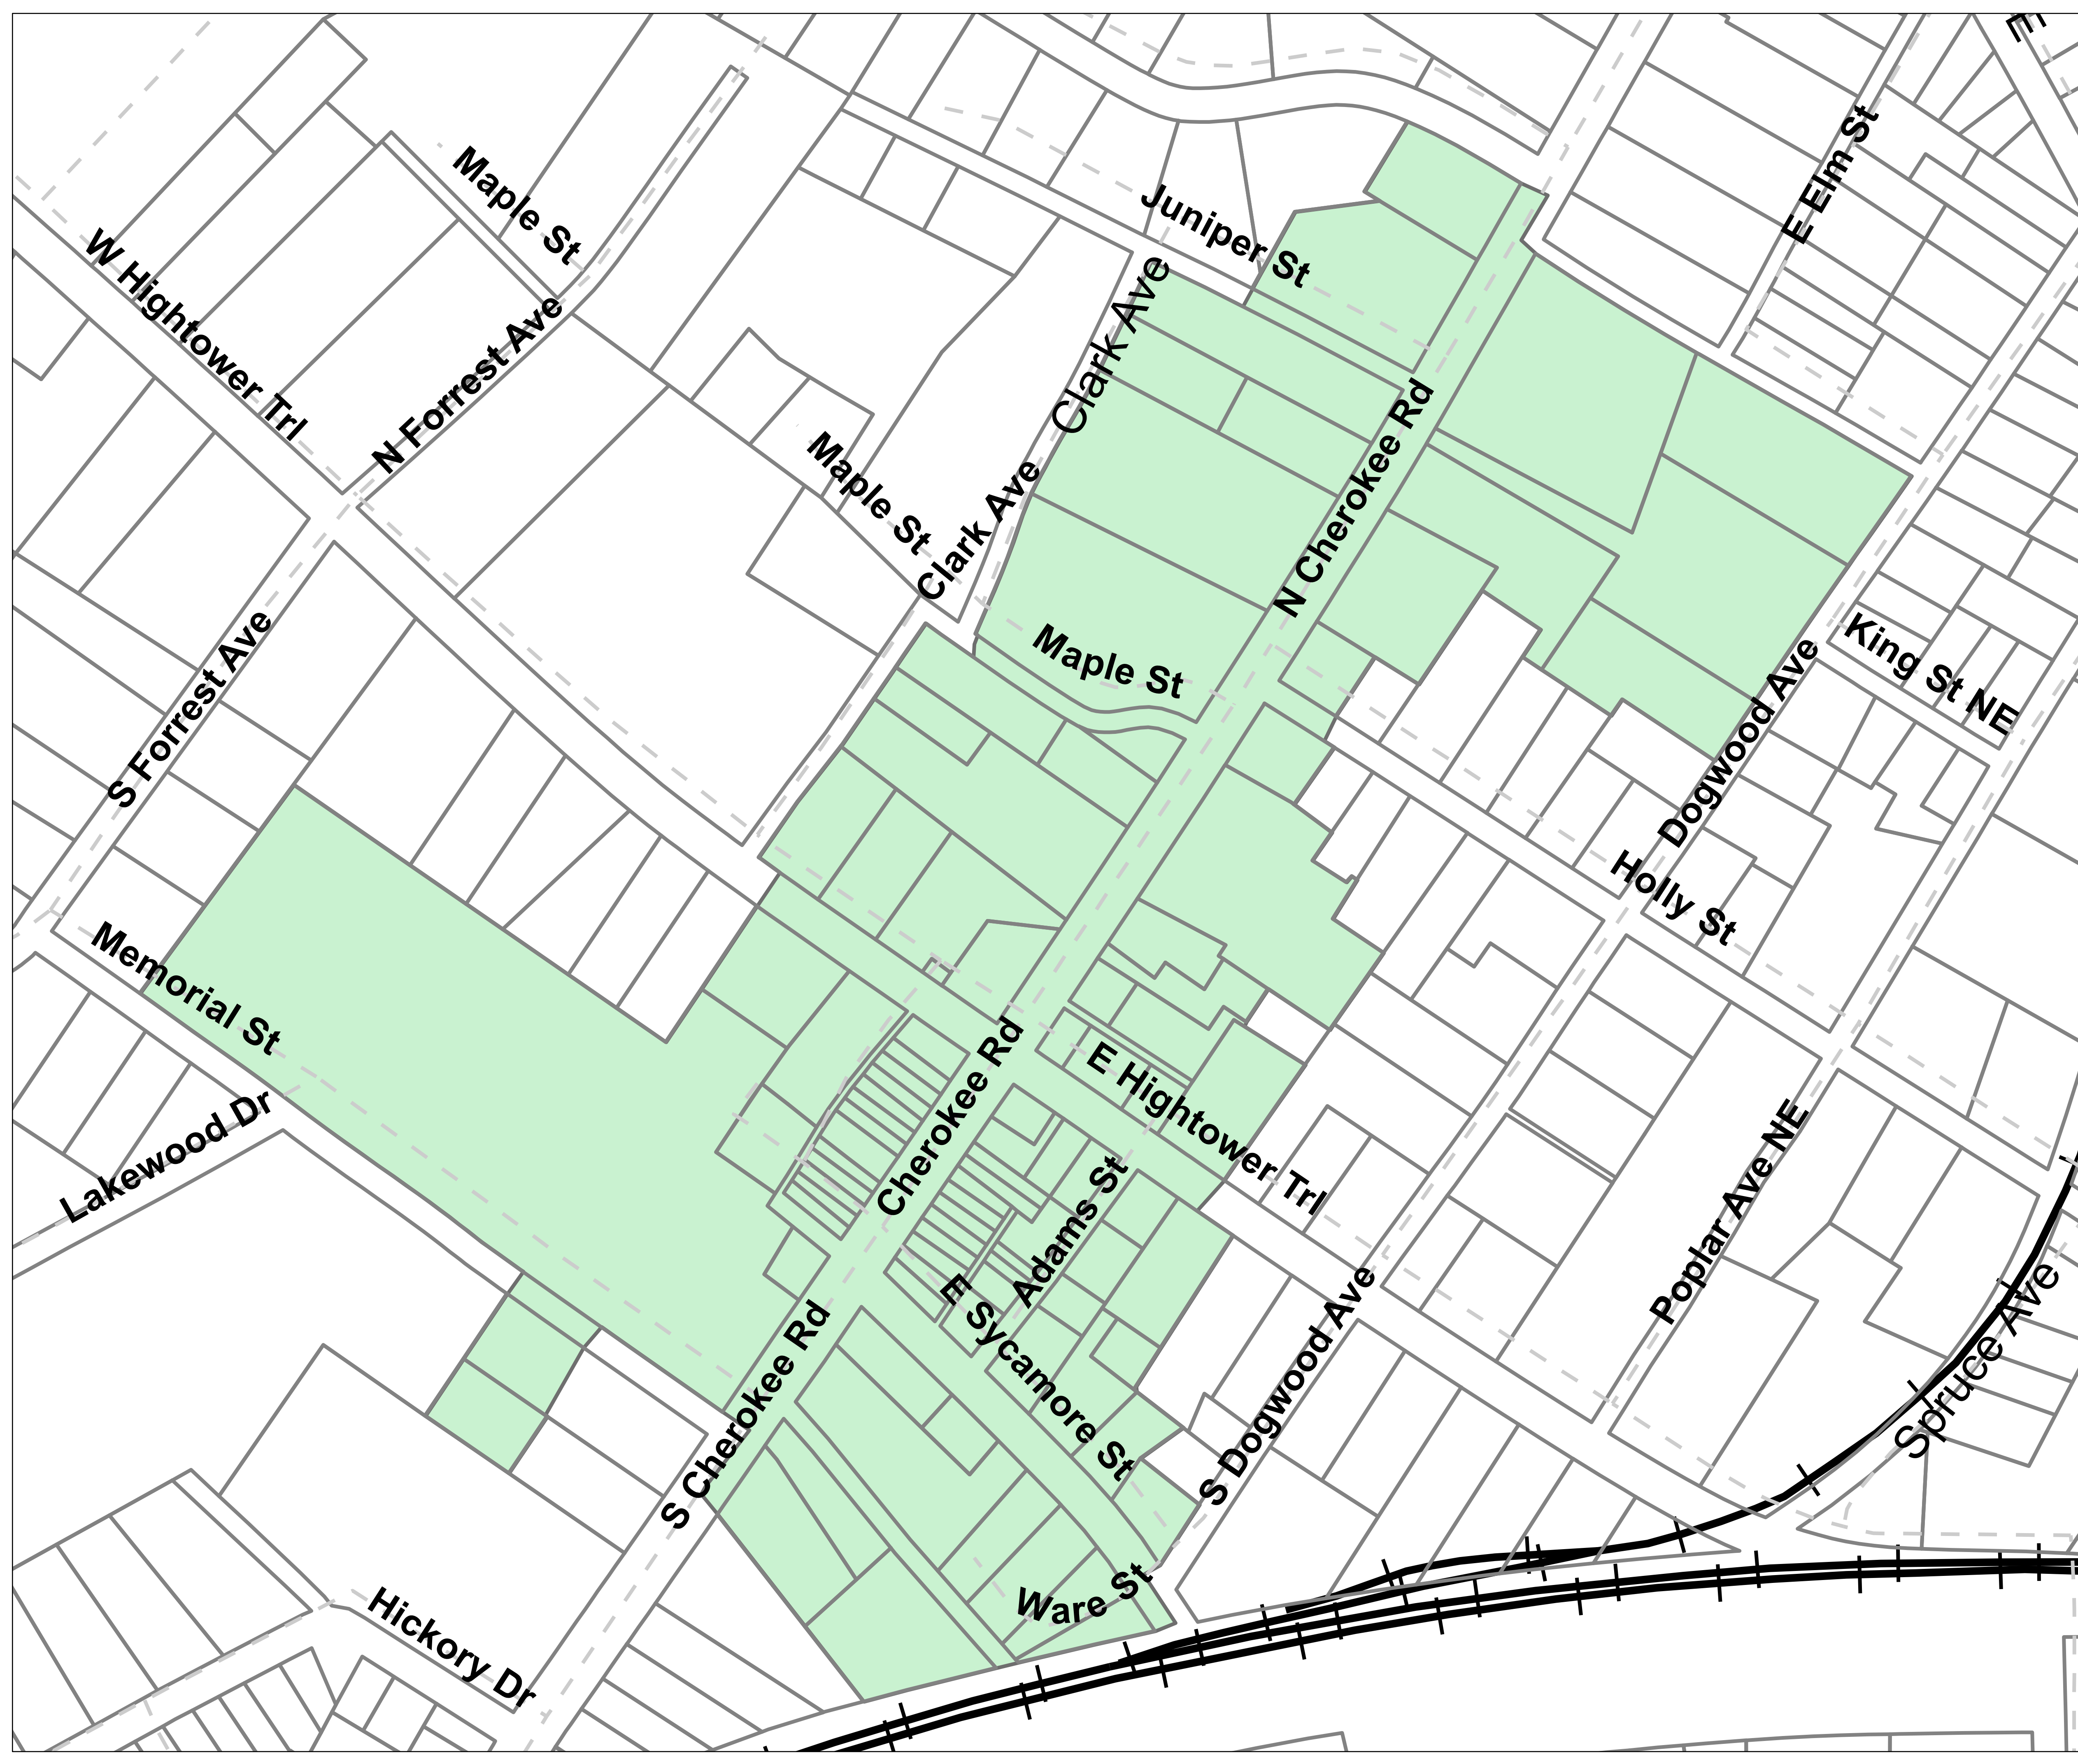 E
E Elm St
Maple St
Juniper St
W Hightower Trl
Clark Ave
N Forrest Ave
N Cherokee Rd
Maple St
Clark Ave
Maple St
King St NE
S Forrest Ave
Dogwood Ave
Holly St
Memorial St
E Hightower Trl
Cherokee Rd
Lakewood Dr
Adams St
Poplar Ave NE
E Sycamore St
Spruce Ave
S Dogwood Ave
S Cherokee Rd
Ware St
Hickory Dr